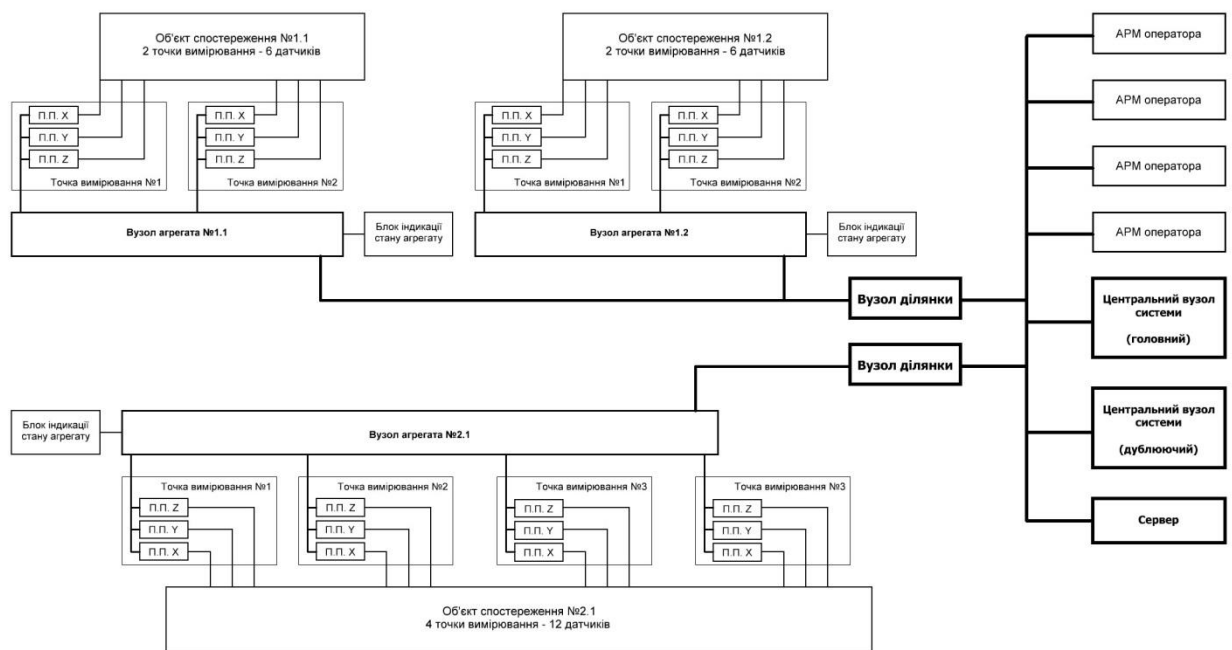 Об'єкт спостереження №1.1
2 точки вимірювання - 6 датчиків
П.П. X
П.П. Y
П.П. Z
Точка вимірювання №1
П.П. X
П.П. Y
П.П. Z
Точка вимірювання №2
Вузол агрегата №1.1
Блок індикації
стану агрегату
Об'єкт спостереження №1.2
2 точки вимірювання - 6 датчиків
П.П. X
П.П. Y
П.П. Z
Точка вимірювання №1
П.П. X
П.П. Y
П.П. Z
Точка вимірювання №2
Вузол агрегата №1.2
Блок індикації
стану агрегату
АРМ оператора
АРМ оператора
АРМ оператора
АРМ оператора
Вузол ділянки
Центральний вузол
системи
(головний)
Вузол ділянки
Центральний вузол
системи
(дублюючий)
Сервер
Блок індикації
стану агрегату
Вузол агрегата №2.1
Точка вимірювання №1
П.П. Z
П.П. Y
П.П. X
Точка вимірювання №2
П.П. Z
П.П. Y
П.П. X
Точка вимірювання №3
П.П. Z
П.П. Y
П.П. X
Точка вимірювання №3
П.П. Z
П.П. Y
П.П. X
Об'єкт спостереження №2.1
4 точки вимірювання - 12 датчиків